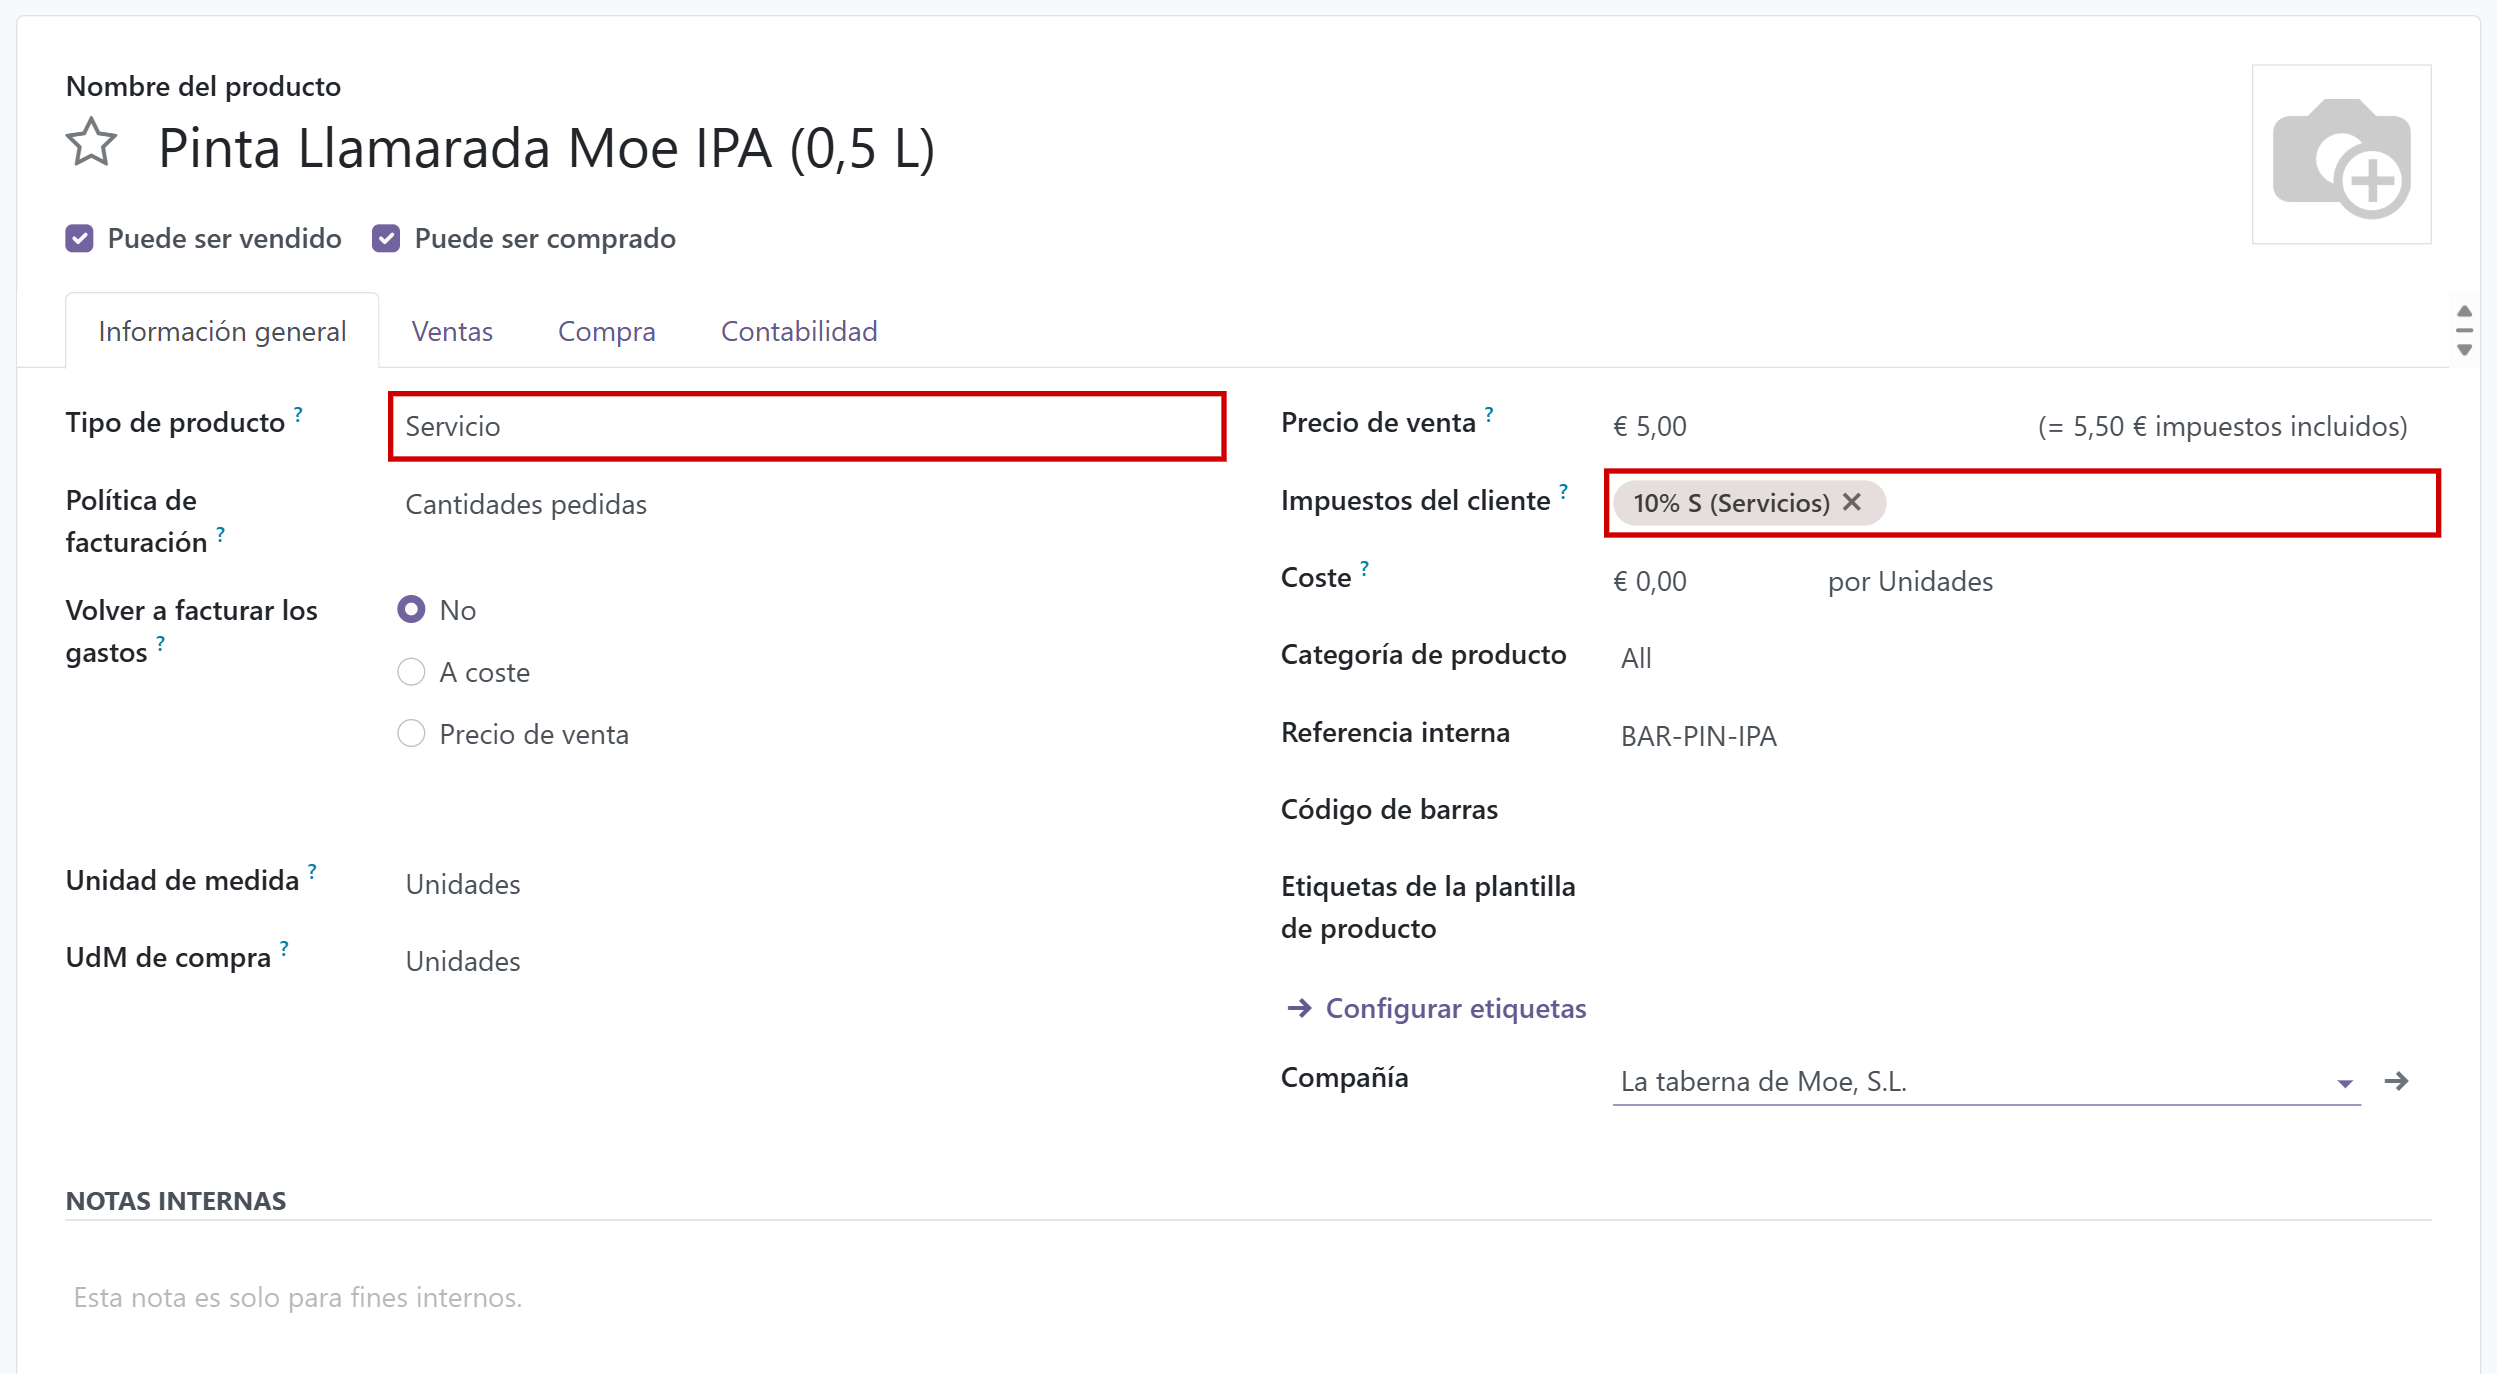 Nombre del producto
Pinta Llamarada Moe IPA (0,5 L)
Puede ser vendido Puede ser comprado
Información general Ventas Compra Contabilidad
Tipo de producto ? Servicio
Política de facturación ? Cantidades pedidas
Volver a facturar los gastos ? No
A coste
Precio de venta
Unidad de medida ? Unidades
UdM de compra ? Unidades
Precio de venta ? € 5,00 (= 5,50 € impuestos incluidos)
Impuestos del cliente ? 10% S (Servicios) ✕
Coste ? € 0,00 por Unidades
Categoría de producto All
Referencia interna BAR-PIN-IPA
Código de barras
Etiquetas de la plantilla
de producto
→ Configurar etiquetas
Compañía La taberna de Moe, S.L.
NOTAS INTERNAS
Esta nota es solo para fines internos.